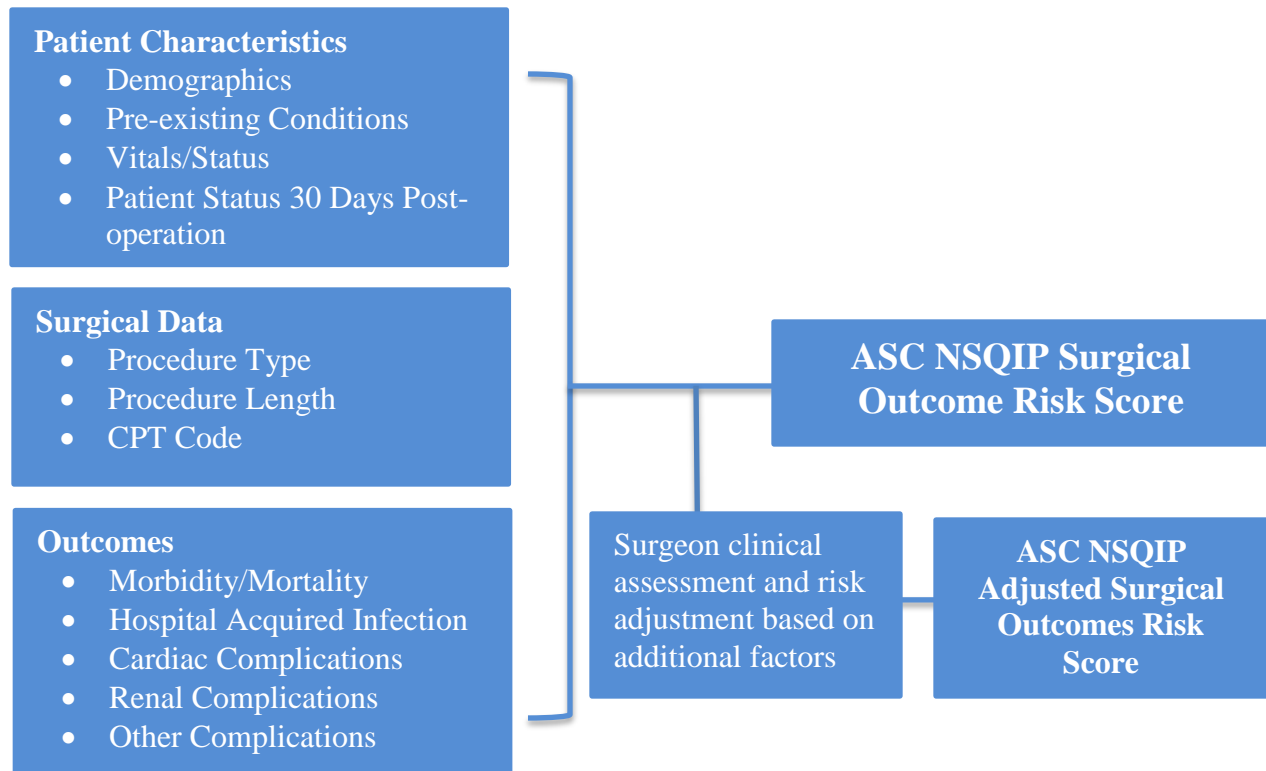 Patient Characteristics
• Demographics
• Pre-existing Conditions
• Vitals/Status
• Patient Status 30 Days Post-
operation
Surgical Data
• Procedure Type
• Procedure Length
• CPT Code
Outcomes
• Morbidity/Mortality
• Hospital Acquired Infection
• Cardiac Complications
• Renal Complications
• Other Complications
ASC NSQIP Surgical
Outcome Risk Score
Surgeon clinical
assessment and risk
adjustment based on
additional factors
ASC NSQIP
Adjusted Surgical
Outcomes Risk
Score